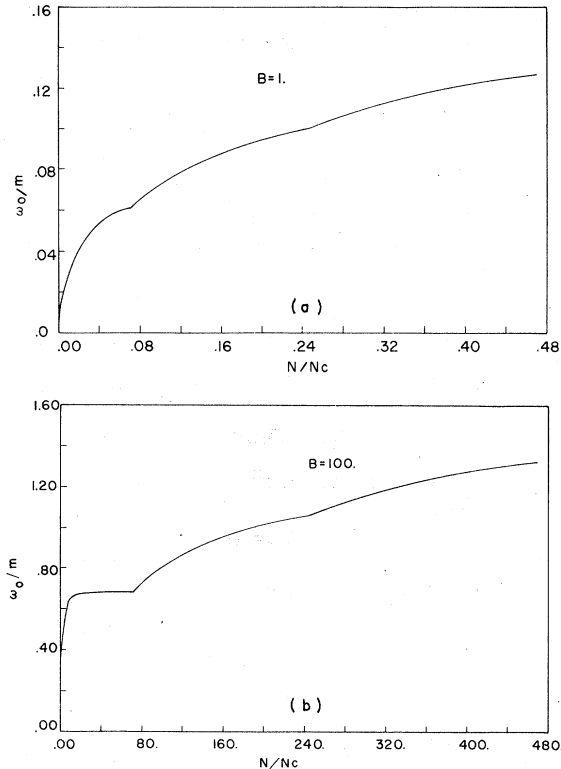 .16
B=1.
.12
.08
ω₀/m
.04
(a)
.0
.00 .08 .16 .24 .32 .40 .48
N/Nc
1.60
B=100.
1.20
.80
ω₀/m
.40
(b)
.00
.00 80. 160. 240. 320. 400. 480.
N/Nc